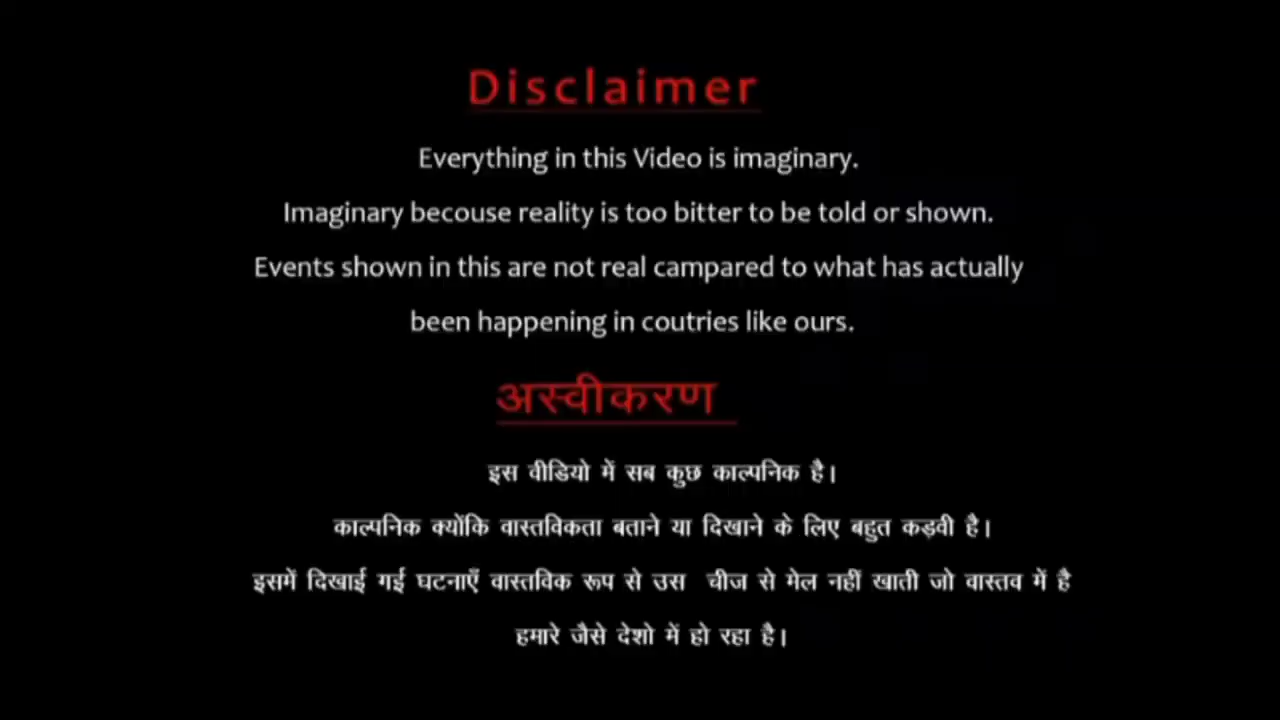 Disclaimer
Everything in this Video is imaginary.
Imaginary becouse reality is too bitter to be told or shown.
Events shown in this are not real campared to what has actually
been happening in coutries like ours.
अस्वीकरण
इस वीडियो में सब कुछ काल्पनिक है।
काल्पनिक क्योंकि वास्तविकता बताने या दिखाने के लिए बहुत कड़वी है।
इसमें दिखाई गई घटनाएँ वास्तविक रूप से उस चीज से मेल नहीं खाती जो वास्तव में है
हमारे जैसे देशो में हो रहा है।